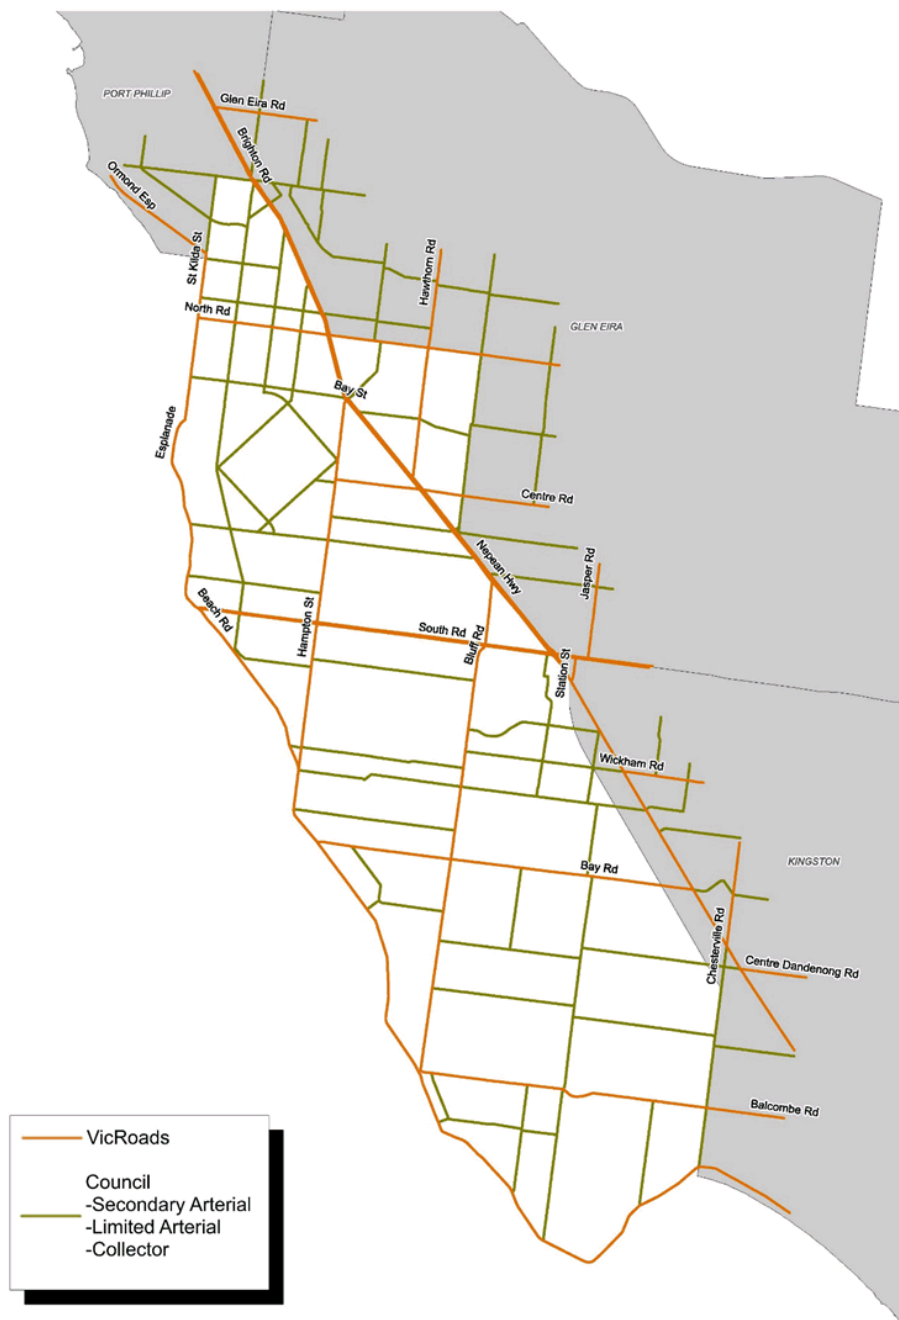 PORT PHILLIP
Glen Eira Rd
Brighton Rd
Ormond Esp
St Kilda St
Hawthorn Rd
North Rd
GLEN EIRA
Bay St
Esplanade
Centre Rd
Nepean Hwy
Jasper Rd
Beach Rd
Hampton St
South Rd
Bluff Rd
Station St
Wickham Rd
Bay Rd
KINGSTON
Chesterville Rd
Centre Dandenong Rd
Balcombe Rd
VicRoads
Council
-Secondary Arterial
-Limited Arterial
-Collector